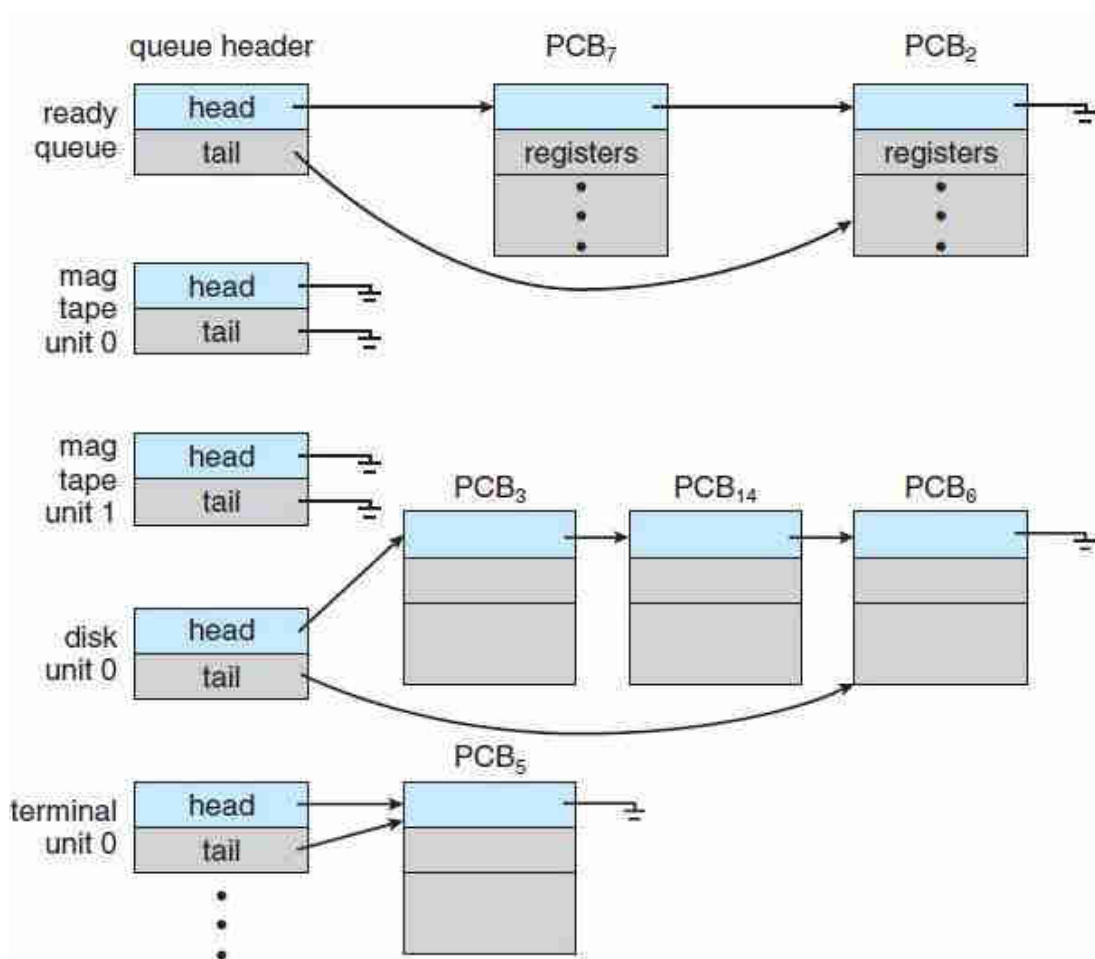 queue header
PCB₇
PCB₂
ready
queue
head
tail
registers
registers
mag
tape
unit 0
head
tail
mag
tape
unit 1
head
tail
PCB₃
PCB₁₄
PCB₆
disk
unit 0
head
tail
PCB₅
terminal
unit 0
head
tail